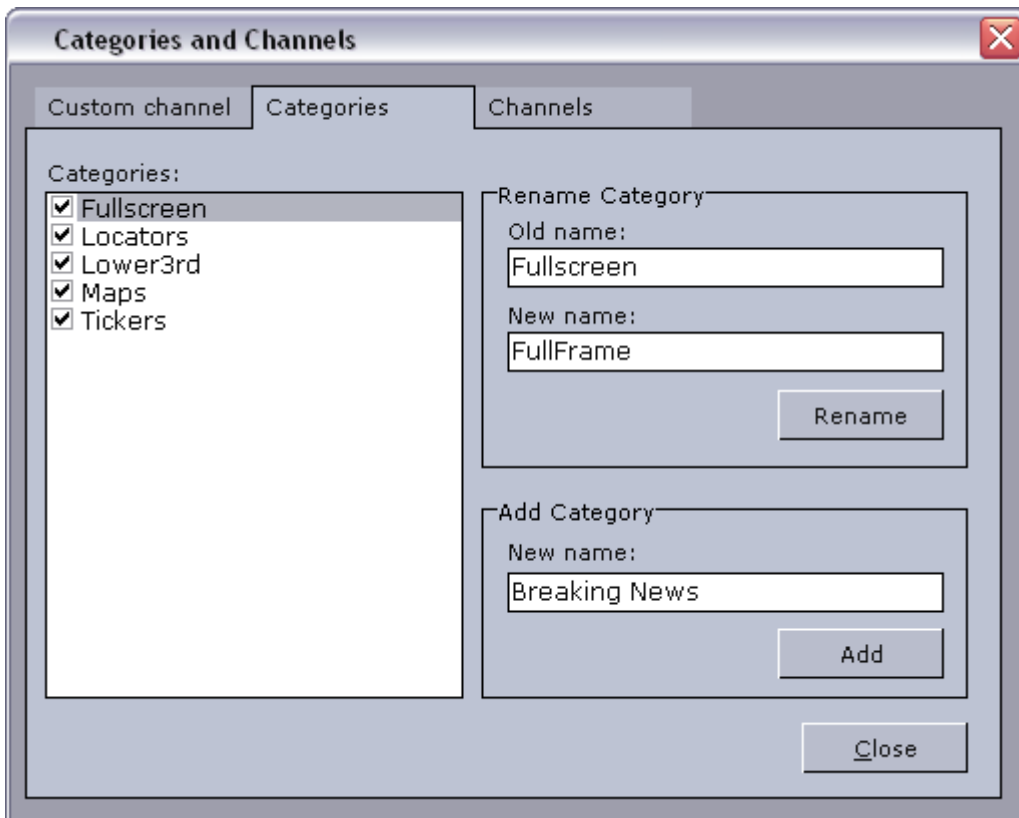 Categories and Channels
Custom channel
Categories
Channels
Categories:
Fullscreen
Locators
Lower3rd
Maps
Tickers
Rename Category
Old name:
Fullscreen
New name:
FullFrame
Rename
Add Category
New name:
Breaking News
Add
Close